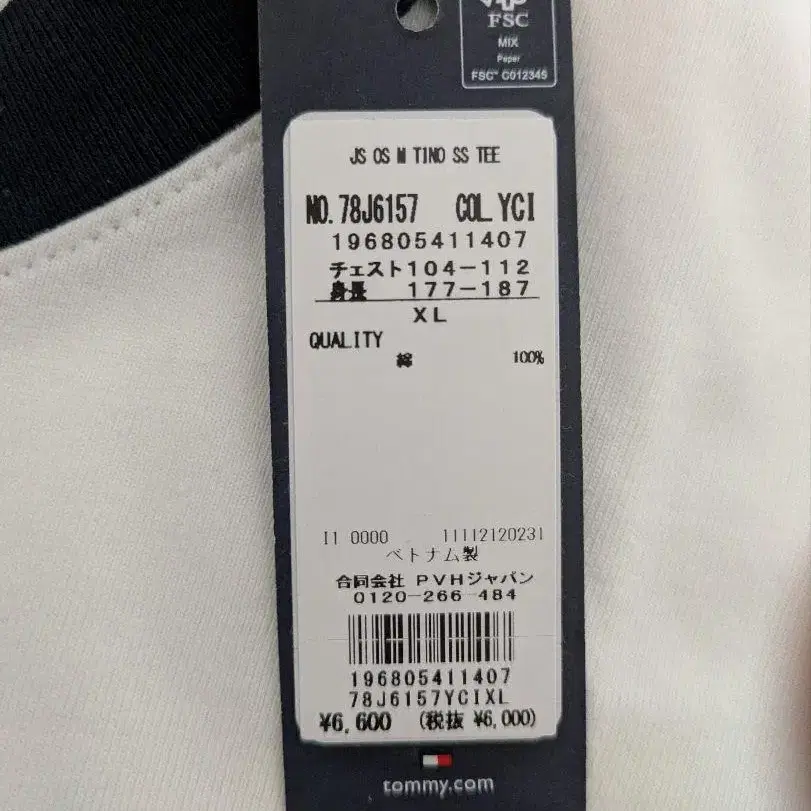 FSC
MIX
Paper
FSC™ C012345
JS OS M TINO SS TEE
NO. 78J6157 COL YCI
196805411407
チェスト104-112
身長 177-187
XL
QUALITY
綿 100%
I1 0000 11112120231
ベトナム製
合同会社 PVHジャパン
0120-266-484
196805411407
78J6157YCIXL
¥6,600 (税抜 ¥6,000)
tommy.com